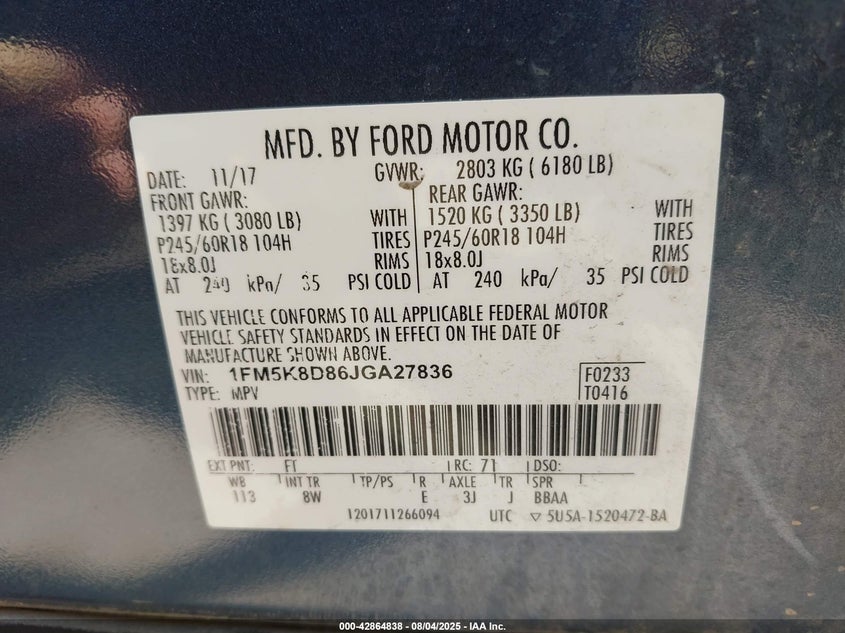 MFD. BY FORD MOTOR CO.
DATE: 11/17 GVWR: 2803 KG ( 6180 LB)
FRONT GAWR: REAR GAWR:
1397 KG ( 3080 LB) WITH 1520 KG ( 3350 LB) WITH
P245/60R18 104H TIRES P245/60R18 104H TIRES
18x8.0J RIMS 18x8.0J RIMS
AT 240 kPa/ 35 PSI COLD AT 240 kPa/ 35 PSI COLD
THIS VEHICLE CONFORMS TO ALL APPLICABLE FEDERAL MOTOR
VEHICLE SAFETY STANDARDS IN EFFECT ON THE DATE OF
MANUFACTURE SHOWN ABOVE.
VIN: 1FM5K8D86JGA27836 F0233
TYPE: MPV T0416
EXT PNT: FT RC: 71 DSO:
WB INT TR TP/PS R AXLE TR SPR
113 8W E 3J J BBAA
1201711266094 UTC ▽ 5U5A-1520472-BA
000-42864838 - 08/04/2025 - IAA Inc.